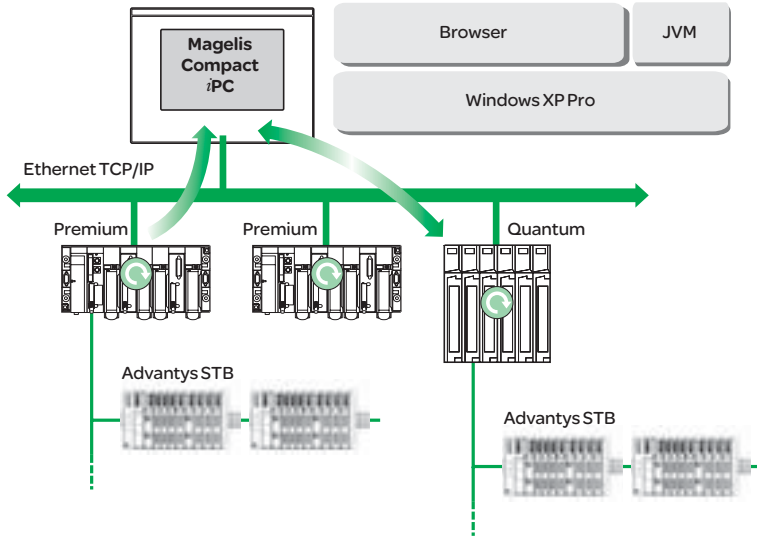 Magelis
Compact
iPC
Browser
JVM
Windows XP Pro
Ethernet TCP/IP
Premium
Premium
Quantum
Advantys STB
Advantys STB